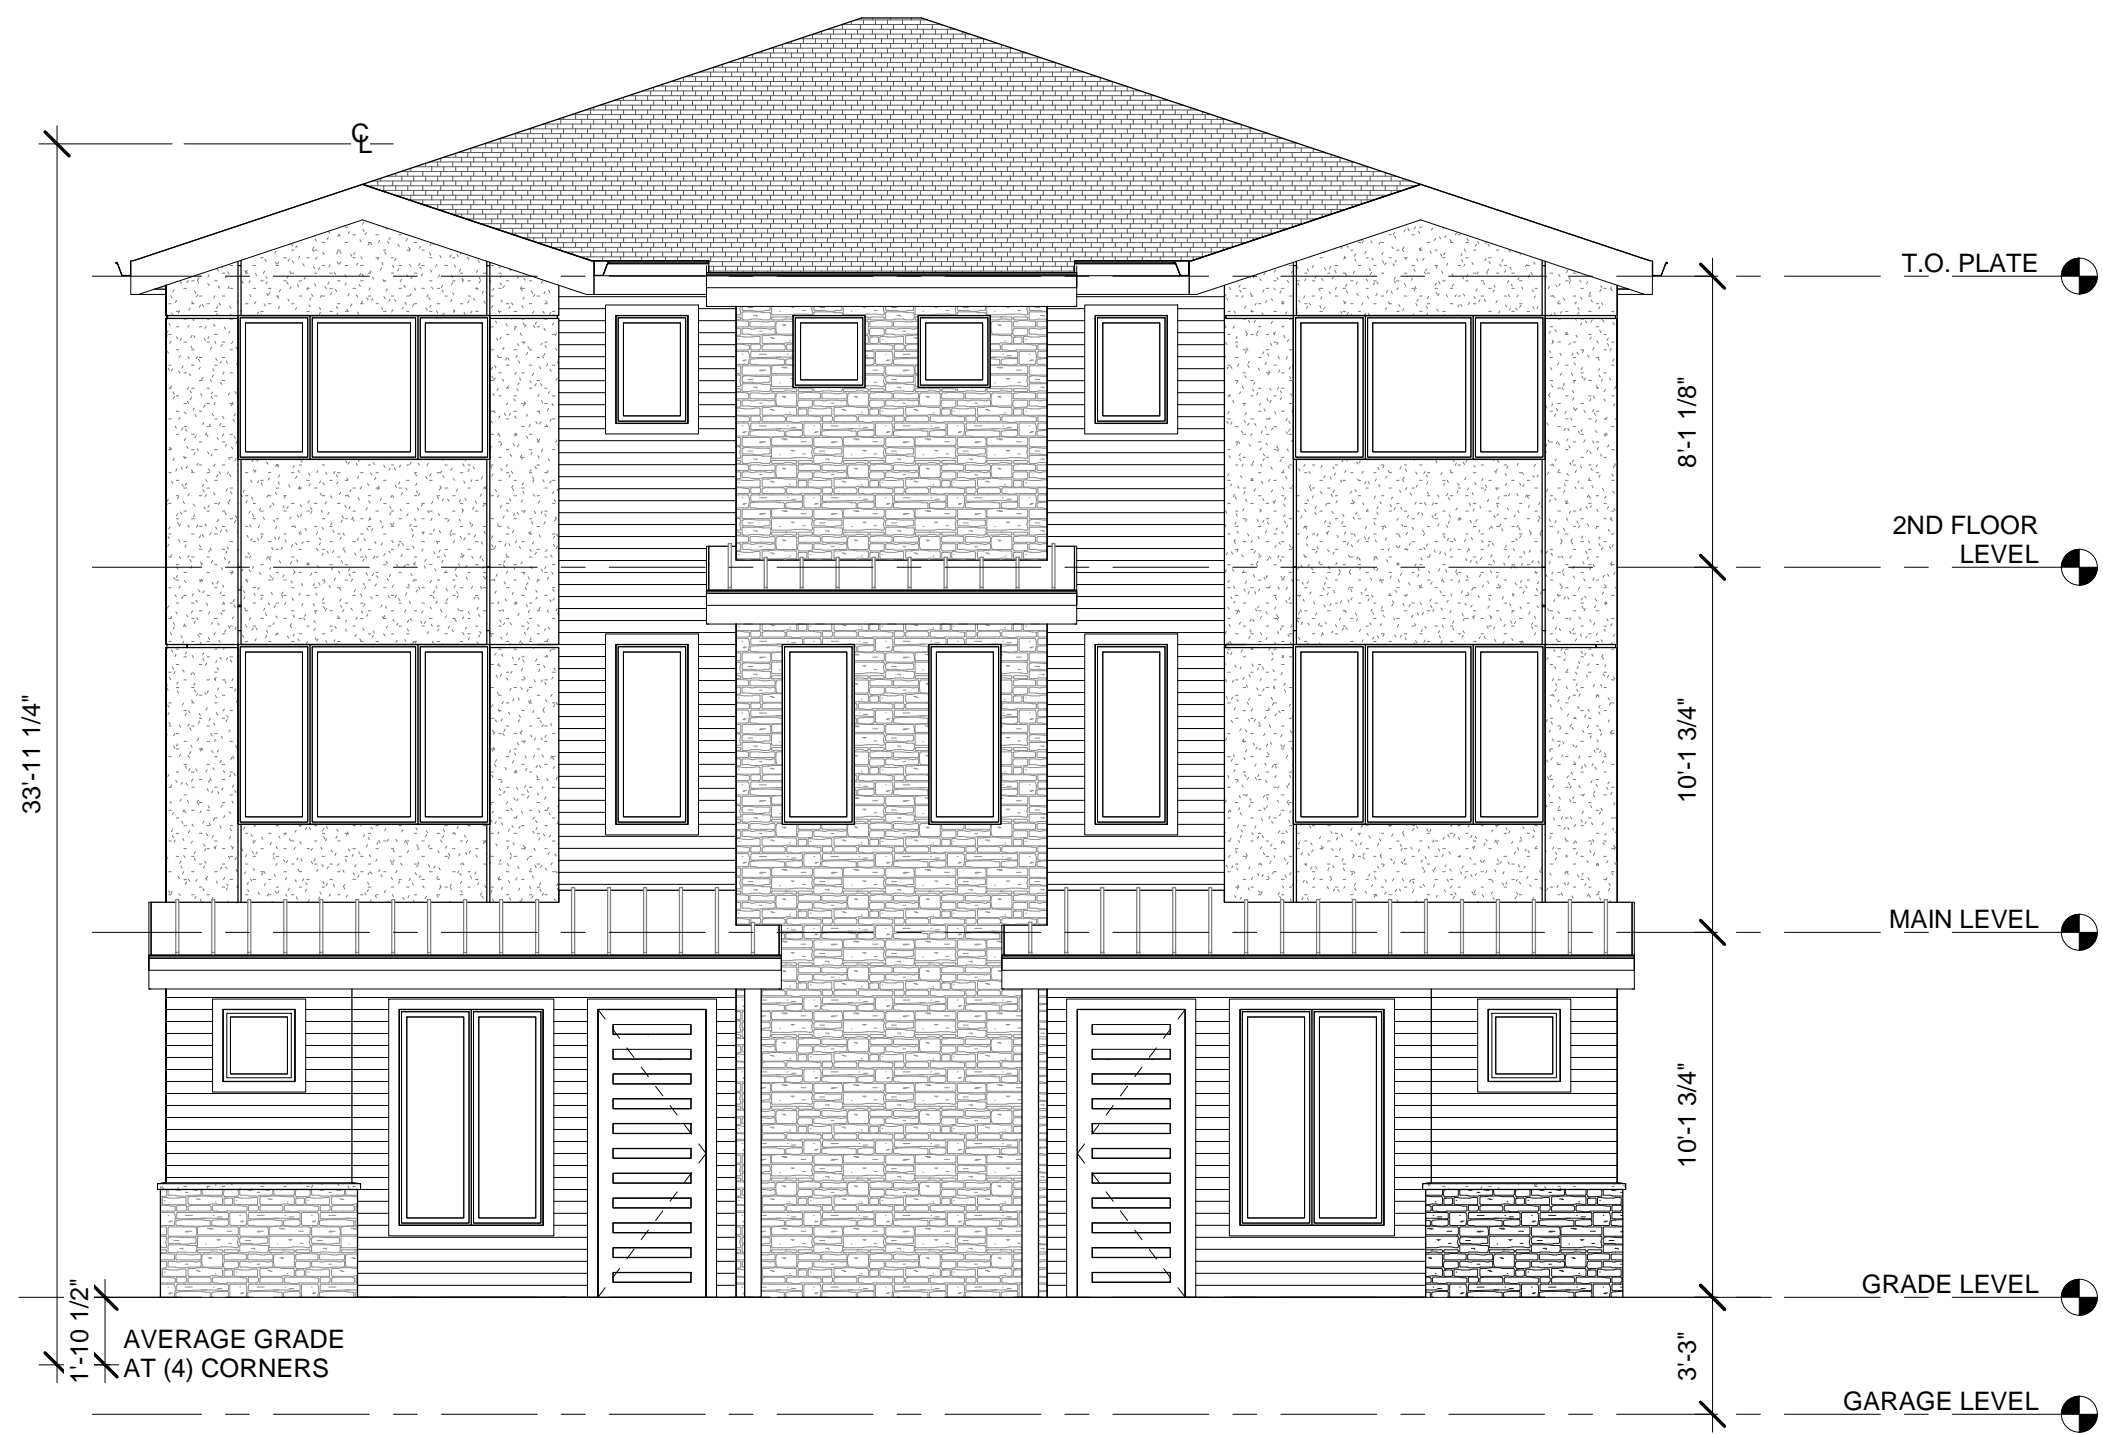 ℄
T.O. PLATE
8'-1 1/8"
2ND FLOOR
LEVEL
33'-11 1/4"
10'-1 3/4"
MAIN LEVEL
10'-1 3/4"
GRADE LEVEL
1'-10 1/2"
AVERAGE GRADE
AT (4) CORNERS
3'-3"
GARAGE LEVEL